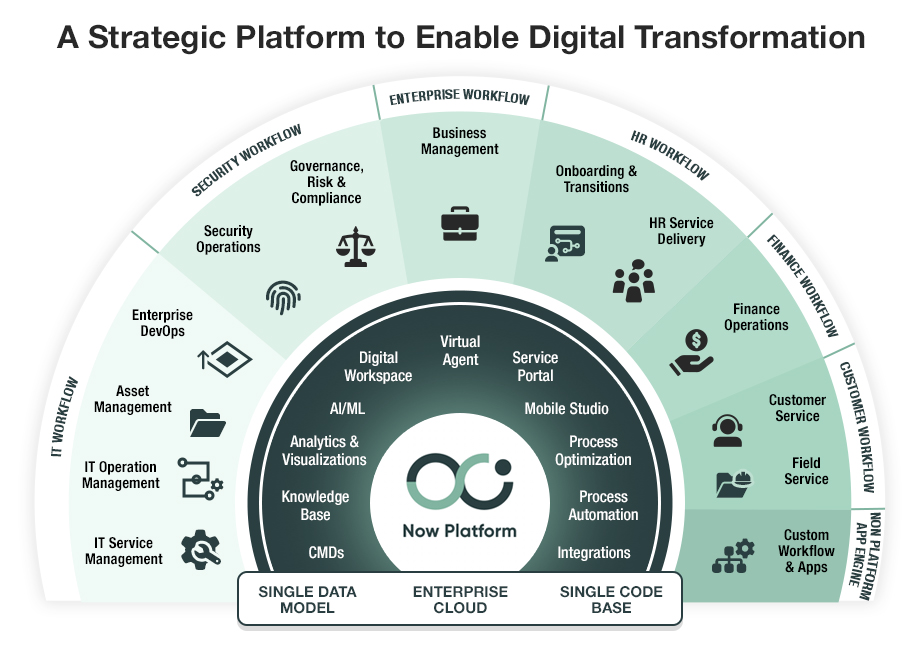 A Strategic Platform to Enable Digital Transformation
IT WORKFLOW
SECURITY WORKFLOW
ENTERPRISE WORKFLOW
HR WORKFLOW
FINANCE WORKFLOW
CUSTOMER WORKFLOW
NON PLATFORM
APP ENGINE
IT Service
Management
IT Operation
Management
Asset
Management
Enterprise
DevOps
Security
Operations
Governance,
Risk &
Compliance
Business
Management
Onboarding &
Transitions
HR Service
Delivery
Finance
Operations
$
Customer
Service
Field
Service
Custom
Workflow
& Apps
CMDs
Knowledge
Base
Analytics &
Visualizations
AI/ML
Digital
Workspace
Virtual
Agent
Service
Portal
Mobile Studio
Process
Optimization
Process
Automation
Integrations
Now Platform
SINGLE DATA
MODEL
ENTERPRISE
CLOUD
SINGLE CODE
BASE